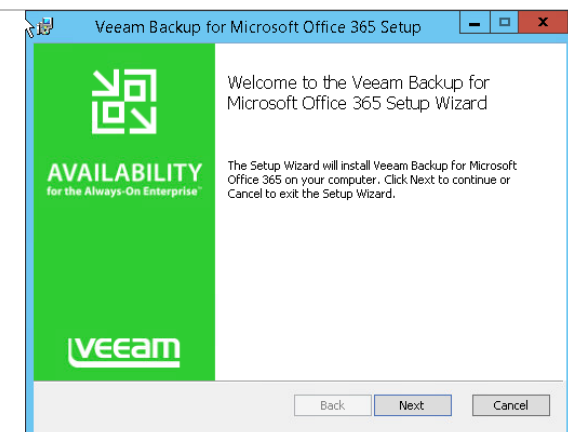 Veeam Backup for Microsoft Office 365 Setup
Welcome to the Veeam Backup for
Microsoft Office 365 Setup Wizard
AVAILABILITY
for the Always-On Enterprise™
The Setup Wizard will install Veeam Backup for Microsoft
Office 365 on your computer. Click Next to continue or
Cancel to exit the Setup Wizard.
veeam
Back Next Cancel